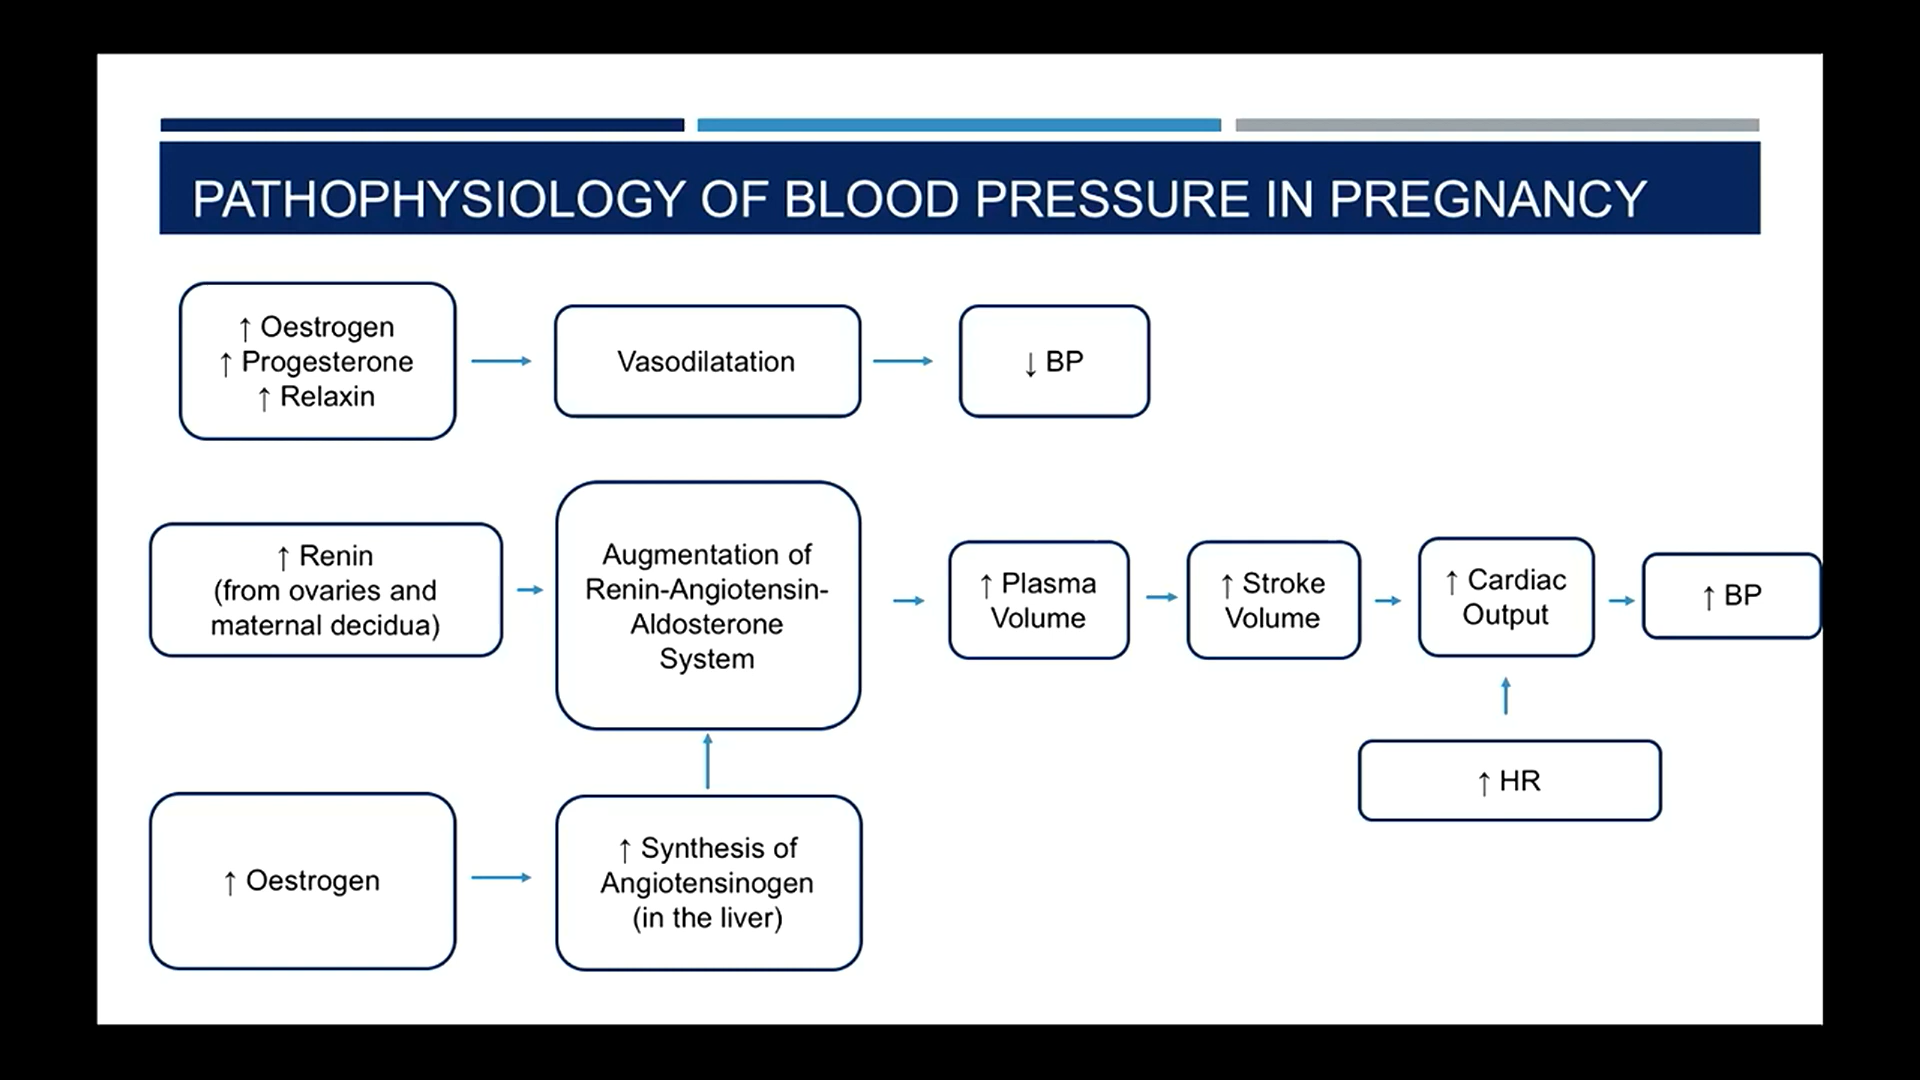 PATHOPHYSIOLOGY OF BLOOD PRESSURE IN PREGNANCY
↑ Oestrogen
↑ Progesterone
↑ Relaxin
Vasodilatation
↓ BP
↑ Renin
(from ovaries and
maternal decidua)
Augmentation of
Renin-Angiotensin-
Aldosterone
System
↑ Plasma
Volume
↑ Stroke
Volume
↑ Cardiac
Output
↑ BP
↑ HR
↑ Oestrogen
↑ Synthesis of
Angiotensinogen
(in the liver)